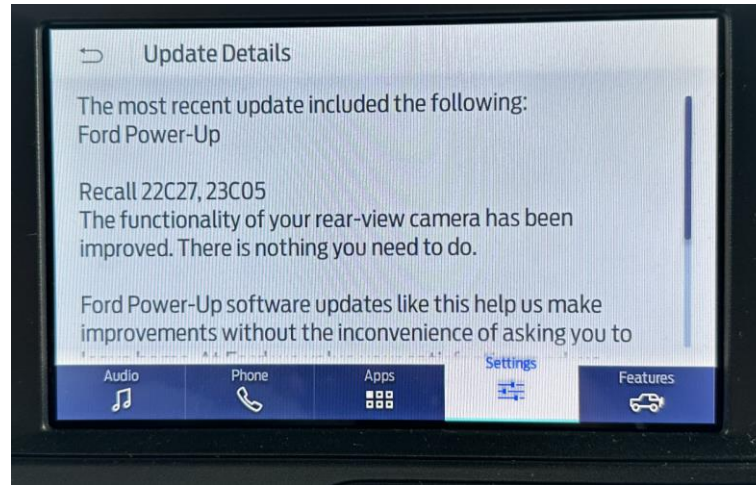 Update Details
The most recent update included the following:
Ford Power-Up
Recall 22C27, 23C05
The functionality of your rear-view camera has been
improved. There is nothing you need to do.
Ford Power-Up software updates like this help us make
improvements without the inconvenience of asking you to
Audio
Phone
Apps
Settings
Features